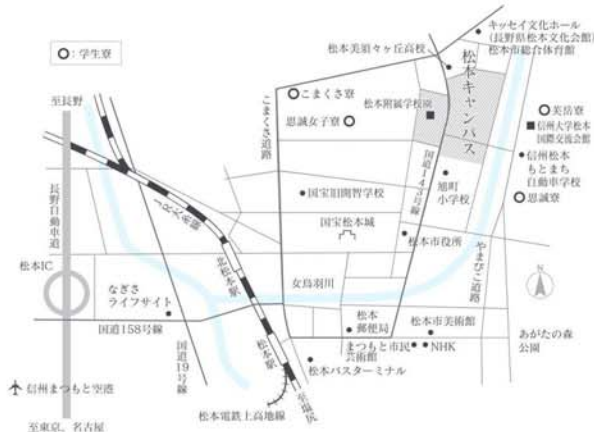 キッセイ文化ホール
(長野県松本文化会館)
松本市総合体育館
松本美須々ケ丘高校
○：学生寮
至長野
こまくさ道路
こまくさ寮
思誠女子寮
松本附属学校園
松本キャンパス
美岳寮
信州大学松本
国際交流会館
信州松本
もとまち
自動車学校
思誠寮
国道143号線
旭町
小学校
長野自動車道
JR大糸線
国宝旧開智学校
国宝松本城
松本市役所
やまびこ道路
松本IC
北松本駅
なぎさ
ライフサイト
女鳥羽川
N
国道158号線
松本
郵便局
松本市美術館
あがたの森
公園
国道19号線
松本駅
まつもと市民
芸術館
NHK
松本バスターミナル
信州まつもと空港
至塩尻
松本電鉄上高地線
至東京、名古屋